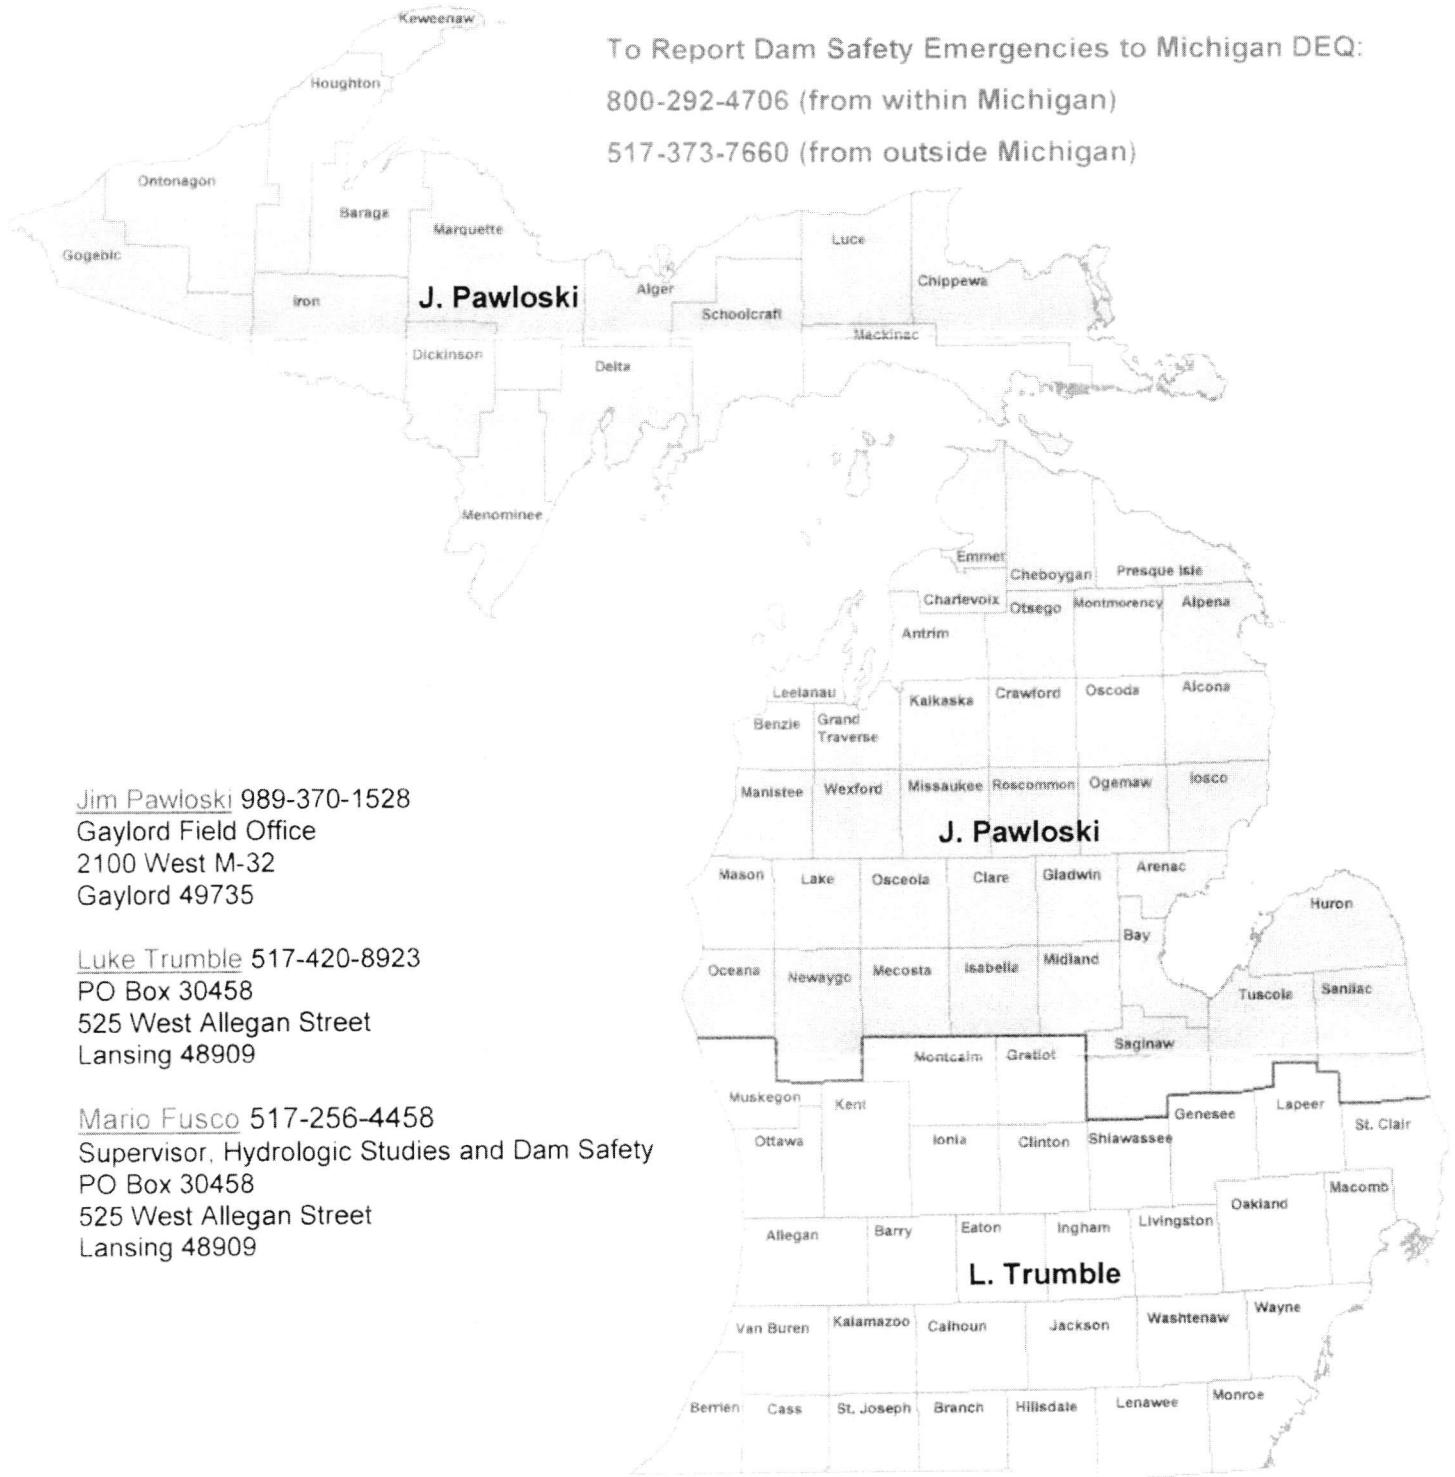 Keweenaw
To Report Dam Safety Emergencies to Michigan DEQ:
Houghton
800-292-4706 (from within Michigan)
517-373-7660 (from outside Michigan)
Ontonagon
Baraga
Marquette
Luce
Gogebic
Chippewa
Iron
J. Pawloski
Alger
Schoolcraft
Mackinac
Dickinson
Delta
Menominee
Emmet
Cheboygan
Presque Isle
Charlevoix
Otsego
Montmorency
Alpena
Antrim
Leelanau
Kalkaska
Crawford
Oscoda
Alcona
Benzie
Grand
Traverse
Manistee
Wexford
Missaukee
Roscommon
Ogemaw
Iosco
J. Pawloski
Mason
Lake
Osceola
Clare
Gladwin
Arenac
Huron
Bay
Oceana
Newaygo
Mecosta
Isabella
Midland
Tuscola
Sanilac
Montcalm
Gratiot
Saginaw
Muskegon
Kent
Genesee
Lapeer
St. Clair
Ottawa
Ionia
Clinton
Shiawassee
Macomb
Oakland
Allegan
Barry
Eaton
Ingham
Livingston
L. Trumble
Van Buren
Kalamazoo
Calhoun
Jackson
Washtenaw
Wayne
Berrien
Cass
St. Joseph
Branch
Hillsdale
Lenawee
Monroe
Jim Pawloski 989-370-1528
Gaylord Field Office
2100 West M-32
Gaylord 49735
Luke Trumble 517-420-8923
PO Box 30458
525 West Allegan Street
Lansing 48909
Mario Fusco 517-256-4458
Supervisor, Hydrologic Studies and Dam Safety
PO Box 30458
525 West Allegan Street
Lansing 48909